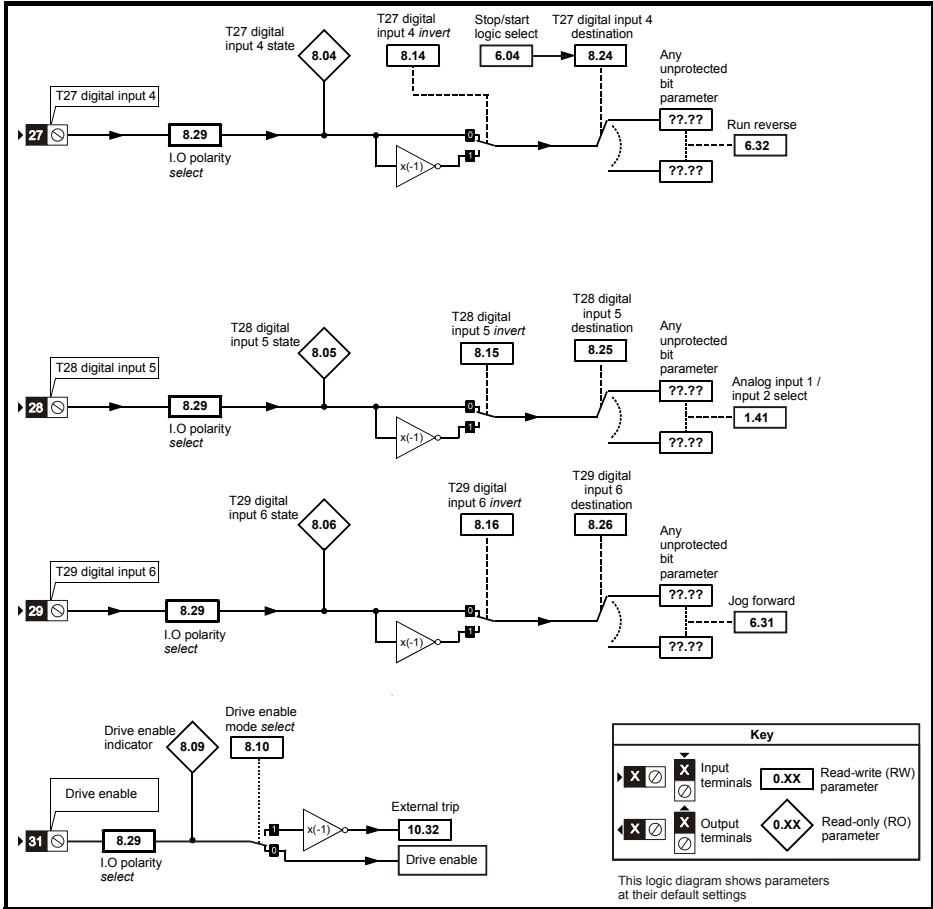 T27 digital
input 4 state
8.04
T27 digital
input 4 invert
8.14
Stop/start
logic select
6.04
T27 digital input 4
destination
8.24
Any
unprotected
bit
parameter
??.??
??.??
Run reverse
6.32
T27 digital input 4
27
8.29
I.O polarity
select
x(-1)
0
1
T28 digital
input 5 state
8.05
T28 digital
input 5 invert
8.15
T28 digital
input 5
destination
8.25
Any
unprotected
bit
parameter
??.??
??.??
Analog input 1 /
input 2 select
1.41
T28 digital input 5
28
8.29
I.O polarity
select
x(-1)
0
1
T29 digital
input 6 state
8.06
T29 digital
input 6 invert
8.16
T29 digital
input 6
destination
8.26
Any
unprotected
bit
parameter
??.??
??.??
Jog forward
6.31
T29 digital input 6
29
8.29
I.O polarity
select
x(-1)
0
1
Drive enable
indicator
8.09
Drive enable
mode select
8.10
Drive enable
31
8.29
I.O polarity
select
1
0
x(-1)
External trip
10.32
Drive enable
Key
X
X
Input
terminals
0.XX
Read-write (RW)
parameter
X
X
Output
terminals
0.XX
Read-only (RO)
parameter
This logic diagram shows parameters
at their default settings